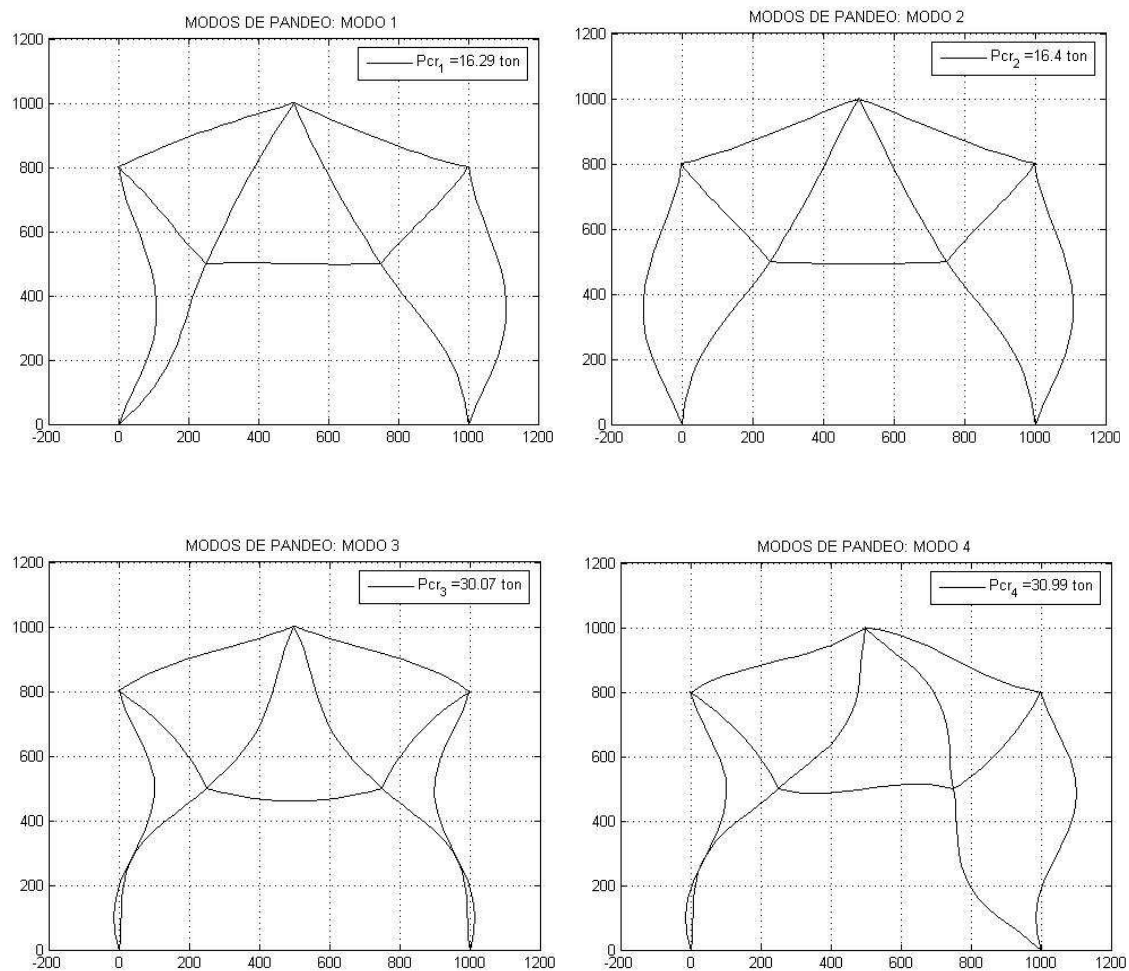 MODOS DE PANDEO: MODO 1
1200
1000
800
600
400
200
0
-200 0 200 400 600 800 1000 1200
Pcr1 =16.29 ton
MODOS DE PANDEO: MODO 2
1200
1000
800
600
400
200
0
-200 0 200 400 600 800 1000 1200
Pcr2 =16.4 ton
MODOS DE PANDEO: MODO 3
1200
1000
800
600
400
200
0
-200 0 200 400 600 800 1000 1200
Pcr3 =30.07 ton
MODOS DE PANDEO: MODO 4
1200
1000
800
600
400
200
0
-200 0 200 400 600 800 1000 1200
Pcr4 =30.99 ton